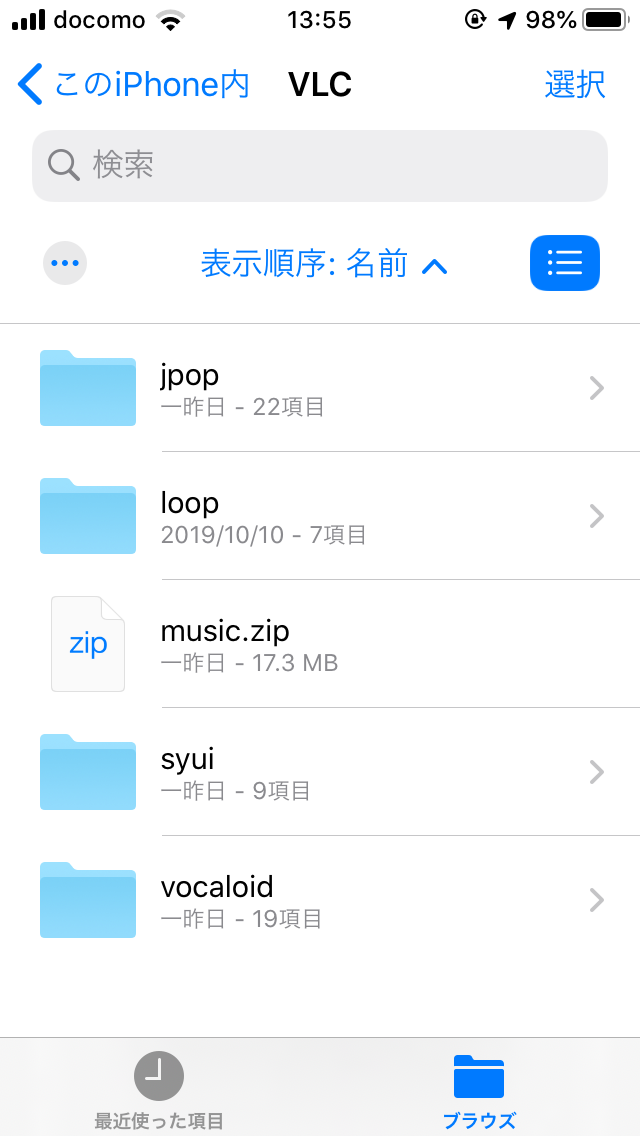 docomo 13:55 98%
このiPhone内 VLC 選択
検索
表示順序: 名前
jpop
一昨日 - 22項目
loop
2019/10/10 - 7項目
zip
music.zip
一昨日 - 17.3 MB
syui
一昨日 - 9項目
vocaloid
一昨日 - 19項目
最近使った項目 ブラウズ